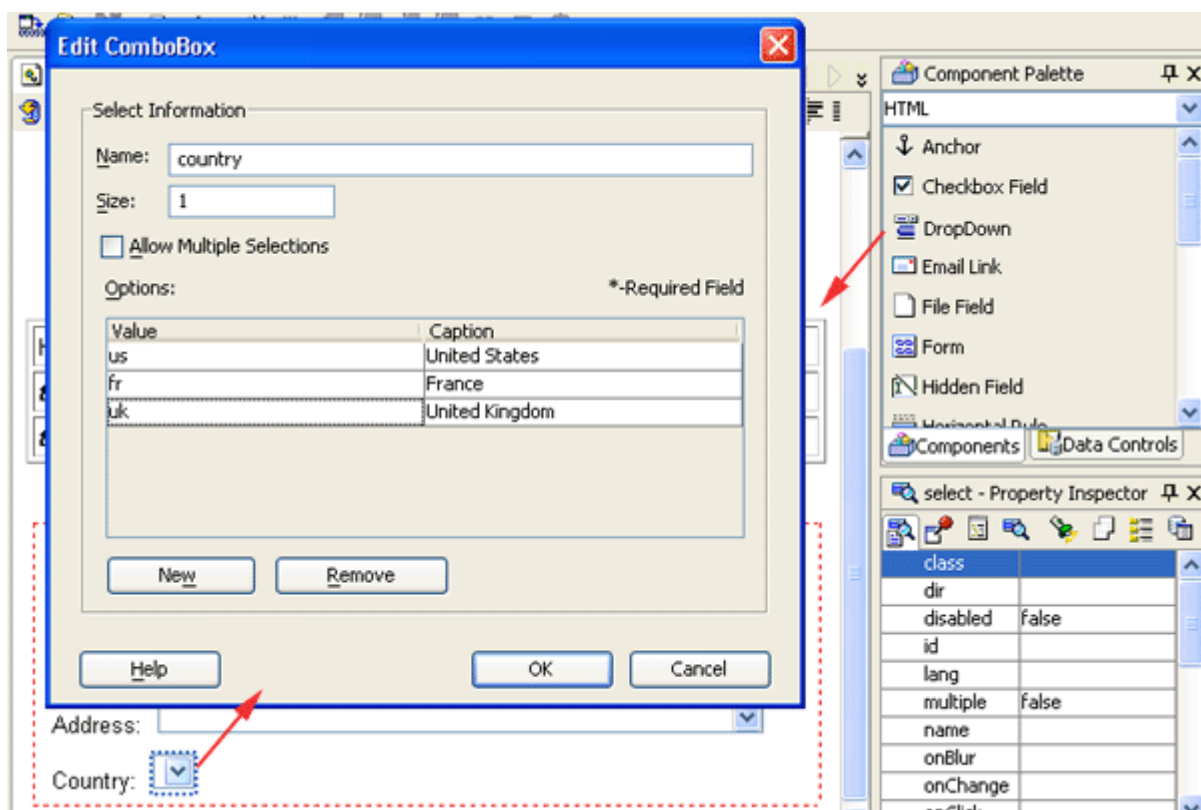 Edit ComboBox
Select Information
Name: country
Size: 1
Allow Multiple Selections
Options: *-Required Field
Value Caption
us United States
fr France
uk United Kingdom
New Remove
Help OK Cancel
Address:
Country:
Component Palette
HTML
Anchor
Checkbox Field
DropDown
Email Link
File Field
Form
Hidden Field
Horizontal Rule
Components Data Controls
select - Property Inspector
class
dir
disabled false
id
lang
multiple false
name
onBlur
onChange